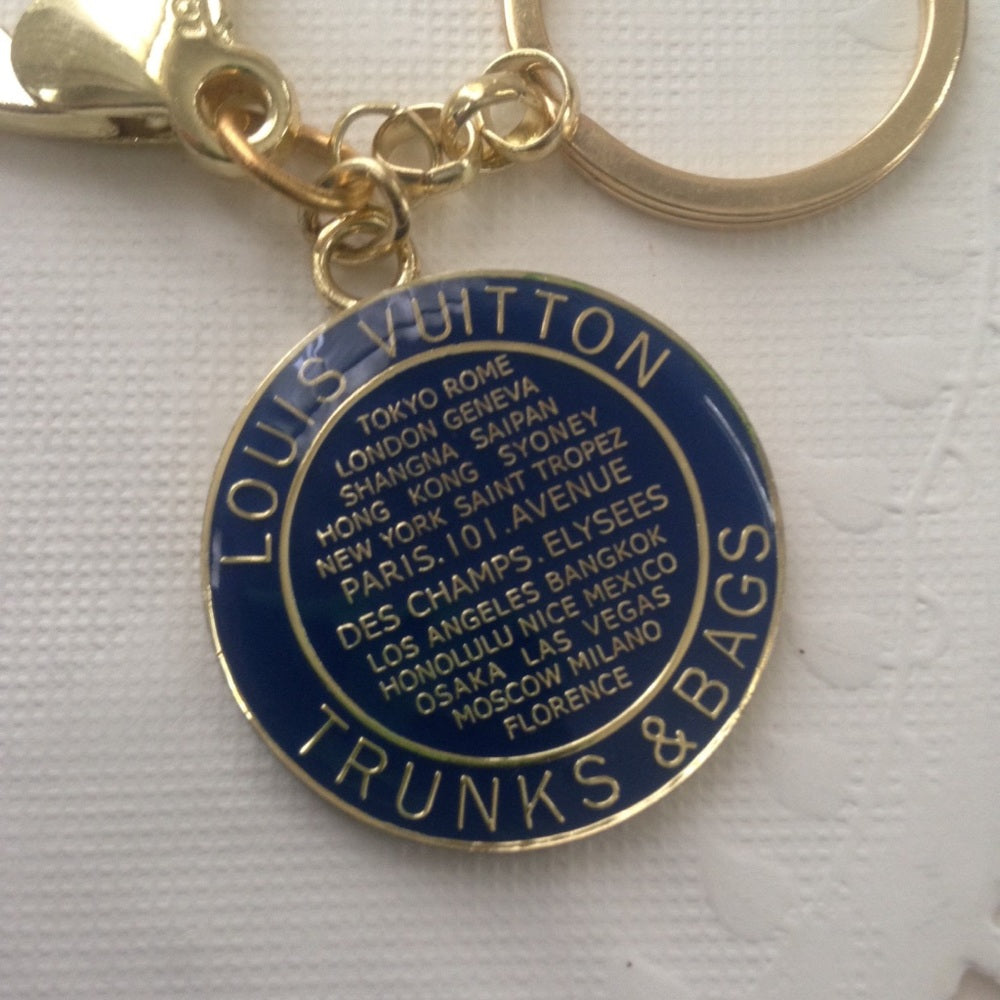 LOUIS VUITTON
TOKYO ROME
LONDON GENEVA
SHANGNA SAIPAN
HONG KONG SYONEY
NEW YORK SAINT TROPEZ
PARIS. 101 .AVENUE
DES CHAMPS. ELYSEES
LOS ANGELES BANGKOK
HONOLULU NICE MEXICO
OSAKA LAS VEGAS
MOSCOW MILANO
FLORENCE
TRUNKS & BAGS